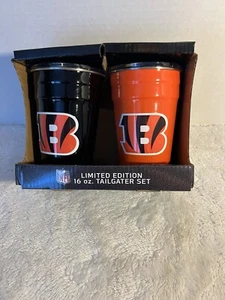 B
B
LIMITED EDITION
16 oz. TAILGATER SET